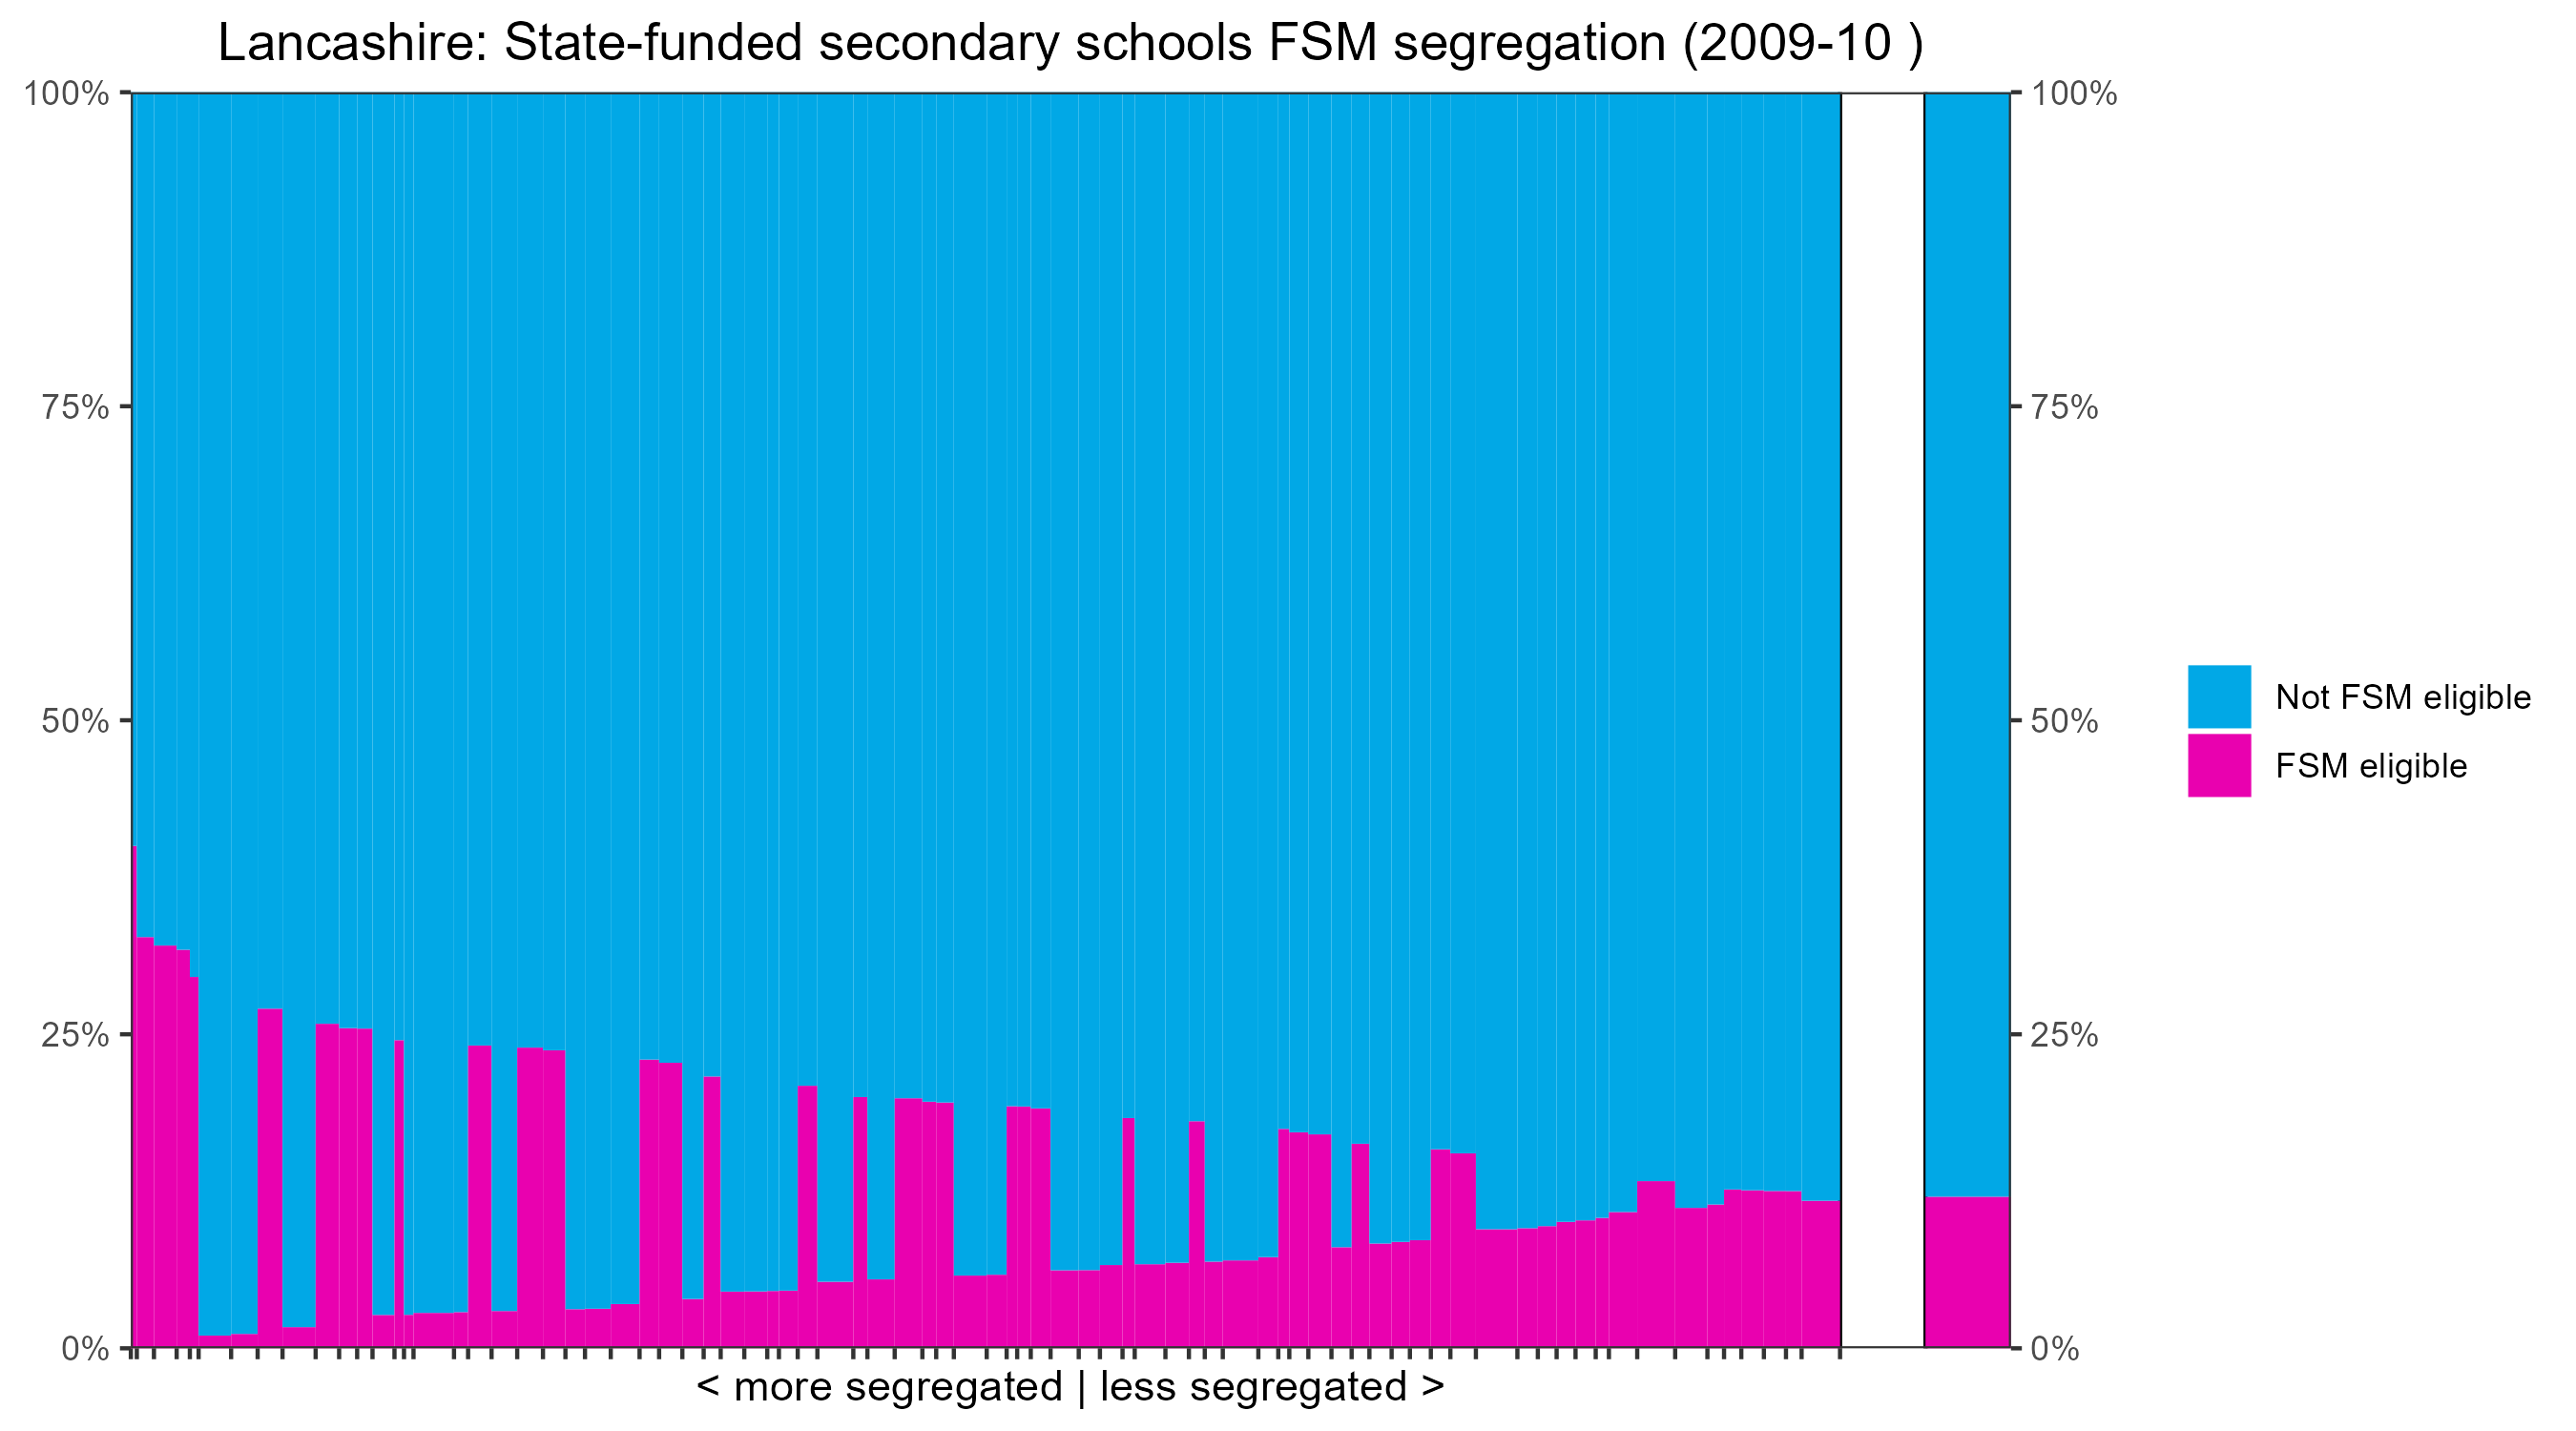 Lancashire: State-funded secondary schools FSM segregation (2009-10 )
100%
75%
50%
25%
0%
100%
75%
50%
25%
0%
Not FSM eligible
FSM eligible
< more segregated | less segregated >